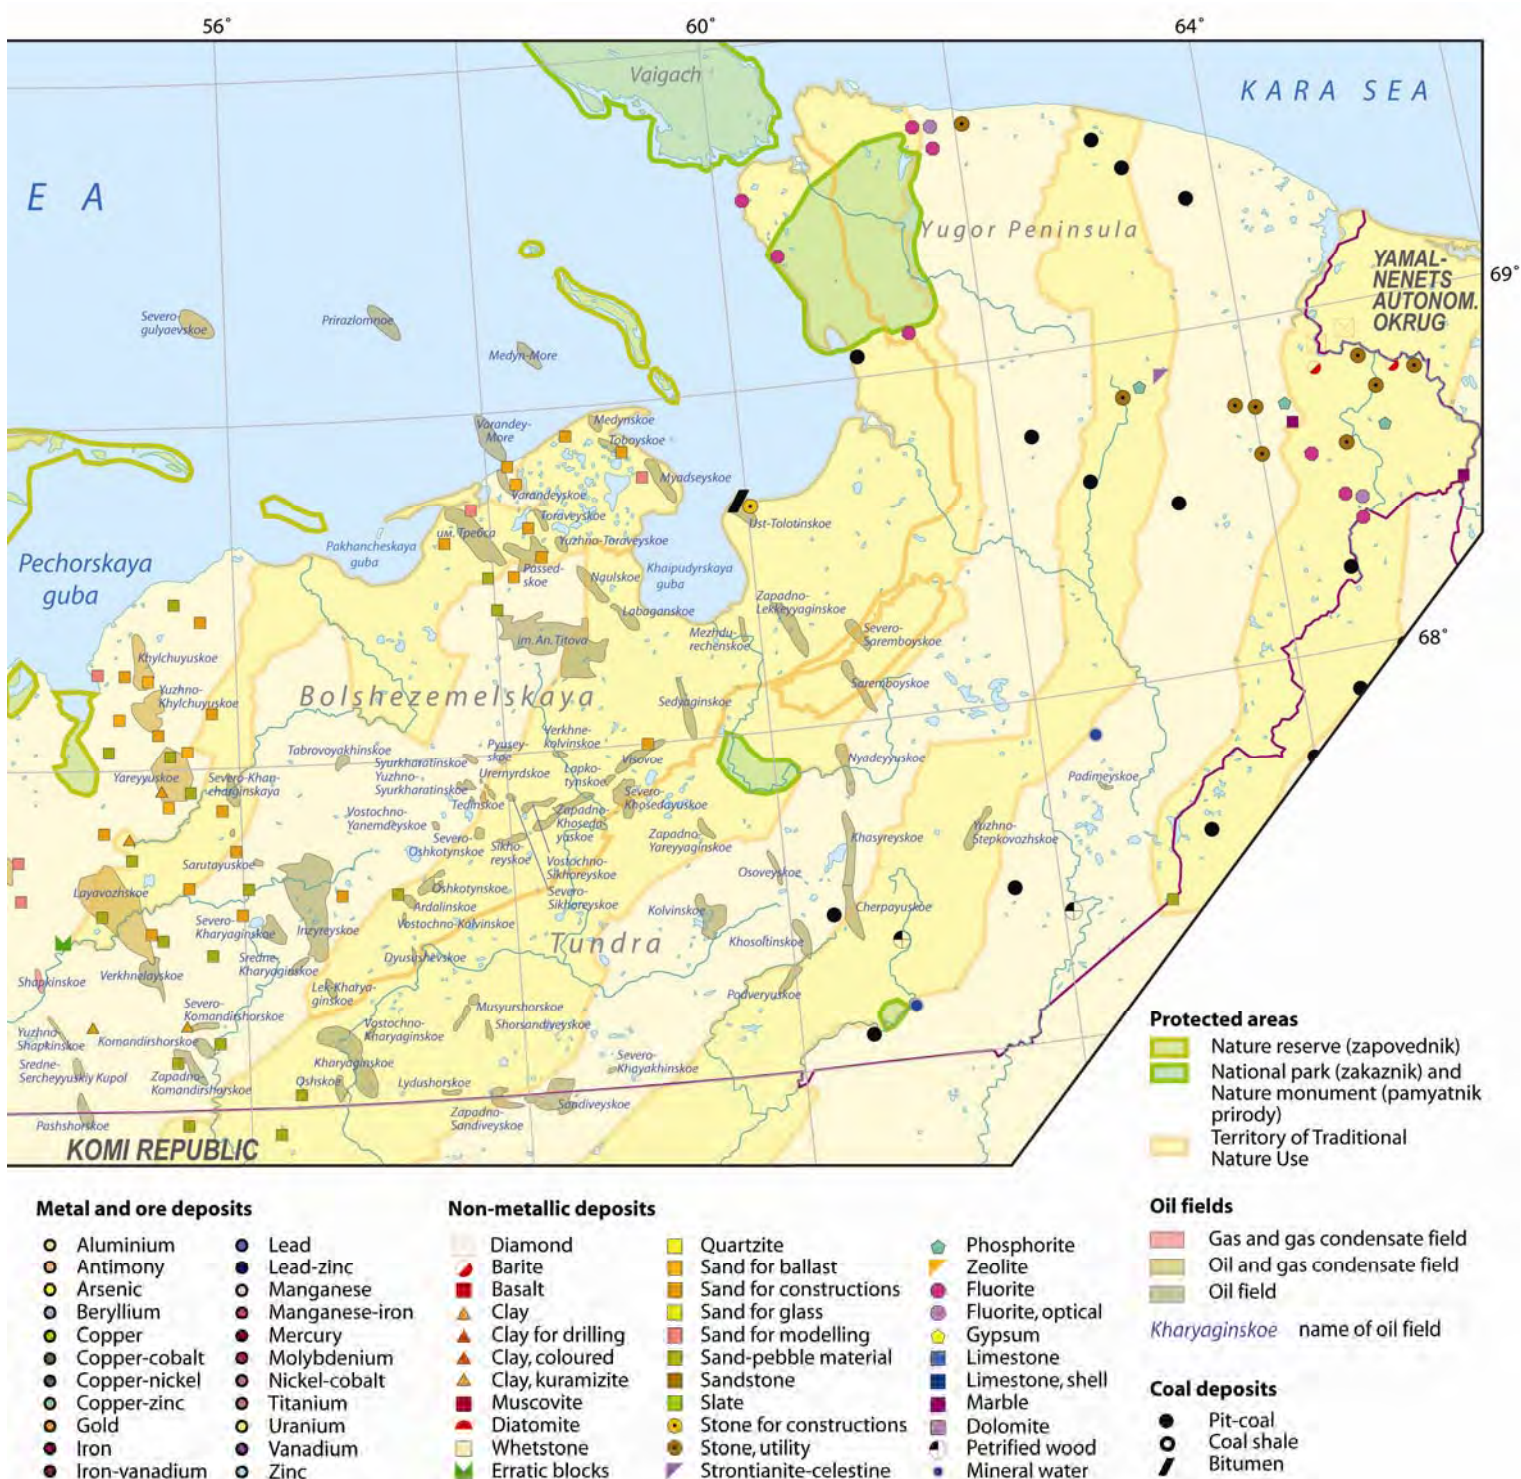 56°
60°
64°
Vaigach
KARA SEA
E A
Yugor Peninsula
YAMAL-
NENETS
AUTONOM.
OKRUG
69°
Severo-
gulyaevskoe
Prirazlomnoe
Medyn-More
Varandey-
More
Medynskoe
Toboyskoe
Myadseyskoe
Varandeyskoe
Toraveyskoe
им. Требса
Yuzhno-Toraveyskoe
Ust-Tolotinskoe
Pakhancheskaya
guba
Passed-
skoe
Ngulskoe
Khaipudyrskaya
guba
Pechorskaya
guba
Labaganskoe
Zapadno-
Lekkeyyaginskoe
im. An. Titova
Mezhdu-
rechenskoe
Severo-
Saremboyskoe
68°
Khylchuyuskoe
Yuzhno-
Khylchuyuskoe
Bolshezemelskaya
Sedyaginskoe
Saremboyskoe
Tabrovoyakhinskoe
Pyusey-
skoe
Verkhne-
kolvinskoe
Syurkharatinskoe
Yuzhno-
Syurkharatinskoe
Urernyrdskoe
Lapko-
tynskoe
Visovoe
Nyadeyyuskoe
Padimeyskoe
Yareyyuskoe
Severo-Khan-
charginskaya
Tedinskoe
Severo-
Khosedayuskoe
Vostochno-
Yanemdeyskoe
Zapadno-
Khoseda-
yuskoe
Severo-
Oshkotynskoe
Sikho-
reyskoe
Zapadno-
Yareyyaginskoe
Khasyreyskoe
Yuzhno-
Stepkovozhskoe
Sarutayuskoe
Vostochno-
Sikhoreyskoe
Osoveyskoe
Layavozhskoe
Oshkotynskoe
Severo-
Sikhoreyskoe
Ardalinskoe
Kolvinskoe
Cherpayuskoe
Severo-
Kharyaginskoe
Inzyreyskoe
Vostochno-Kolvinskoe
Tundra
Khosoltinskoe
Sredne-
Kharyaginskoe
Dyusushevskoe
Shapkinskoe
Verkhnelayskoe
Lek-Kharya-
ginskoe
Podveryuskoe
Severo-
Komandirshorskoe
Musyurshorskoe
Yuzhno-
Shapkinskoe
Komandirshorskoe
Vostochno-
Kharyaginskoe
Shorsandiveyskoe
Sredne-
Sercheyyuskiy Kupol
Zapadno-
Komandirshorskoe
Kharyaginskoe
Oshskoe
Lydushorskoe
Severo-
Khayakhinskoe
Pashshorskoe
Zapadno-
Sandiveyskoe
Sandiveyskoe
KOMI REPUBLIC
Protected areas
Nature reserve (zapovednik)
National park (zakaznik) and
Nature monument (pamyatnik
prirody)
Territory of Traditional
Nature Use
Metal and ore deposits
Aluminium
Antimony
Arsenic
Beryllium
Copper
Copper-cobalt
Copper-nickel
Copper-zinc
Gold
Iron
Iron-vanadium
Lead
Lead-zinc
Manganese
Manganese-iron
Mercury
Molybdenium
Nickel-cobalt
Titanium
Uranium
Vanadium
Zinc
Non-metallic deposits
Diamond
Barite
Basalt
Clay
Clay for drilling
Clay, coloured
Clay, kuramizite
Muscovite
Diatomite
Whetstone
Erratic blocks
Quartzite
Sand for ballast
Sand for constructions
Sand for glass
Sand for modelling
Sand-pebble material
Sandstone
Slate
Stone for constructions
Stone, utility
Strontianite-celestine
Phosphorite
Zeolite
Fluorite
Fluorite, optical
Gypsum
Limestone
Limestone, shell
Marble
Dolomite
Petrified wood
Mineral water
Oil fields
Gas and gas condensate field
Oil and gas condensate field
Oil field
Kharyaginskoe name of oil field
Coal deposits
Pit-coal
Coal shale
Bitumen